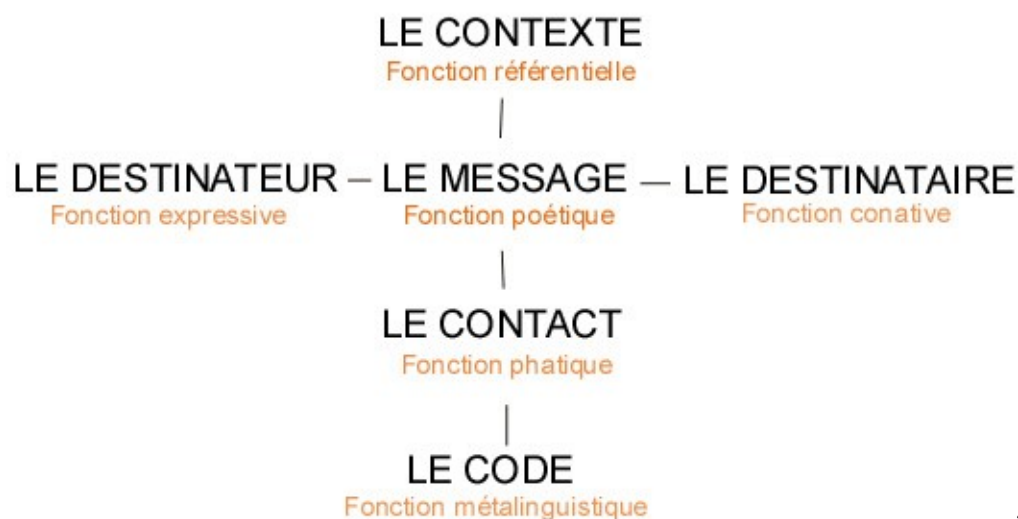 LE CONTEXTE
Fonction référentielle
LE DESTINATEUR – LE MESSAGE – LE DESTINATAIRE
Fonction expressive Fonction poétique Fonction conative
LE CONTACT
Fonction phatique
LE CODE
Fonction métalinguistique